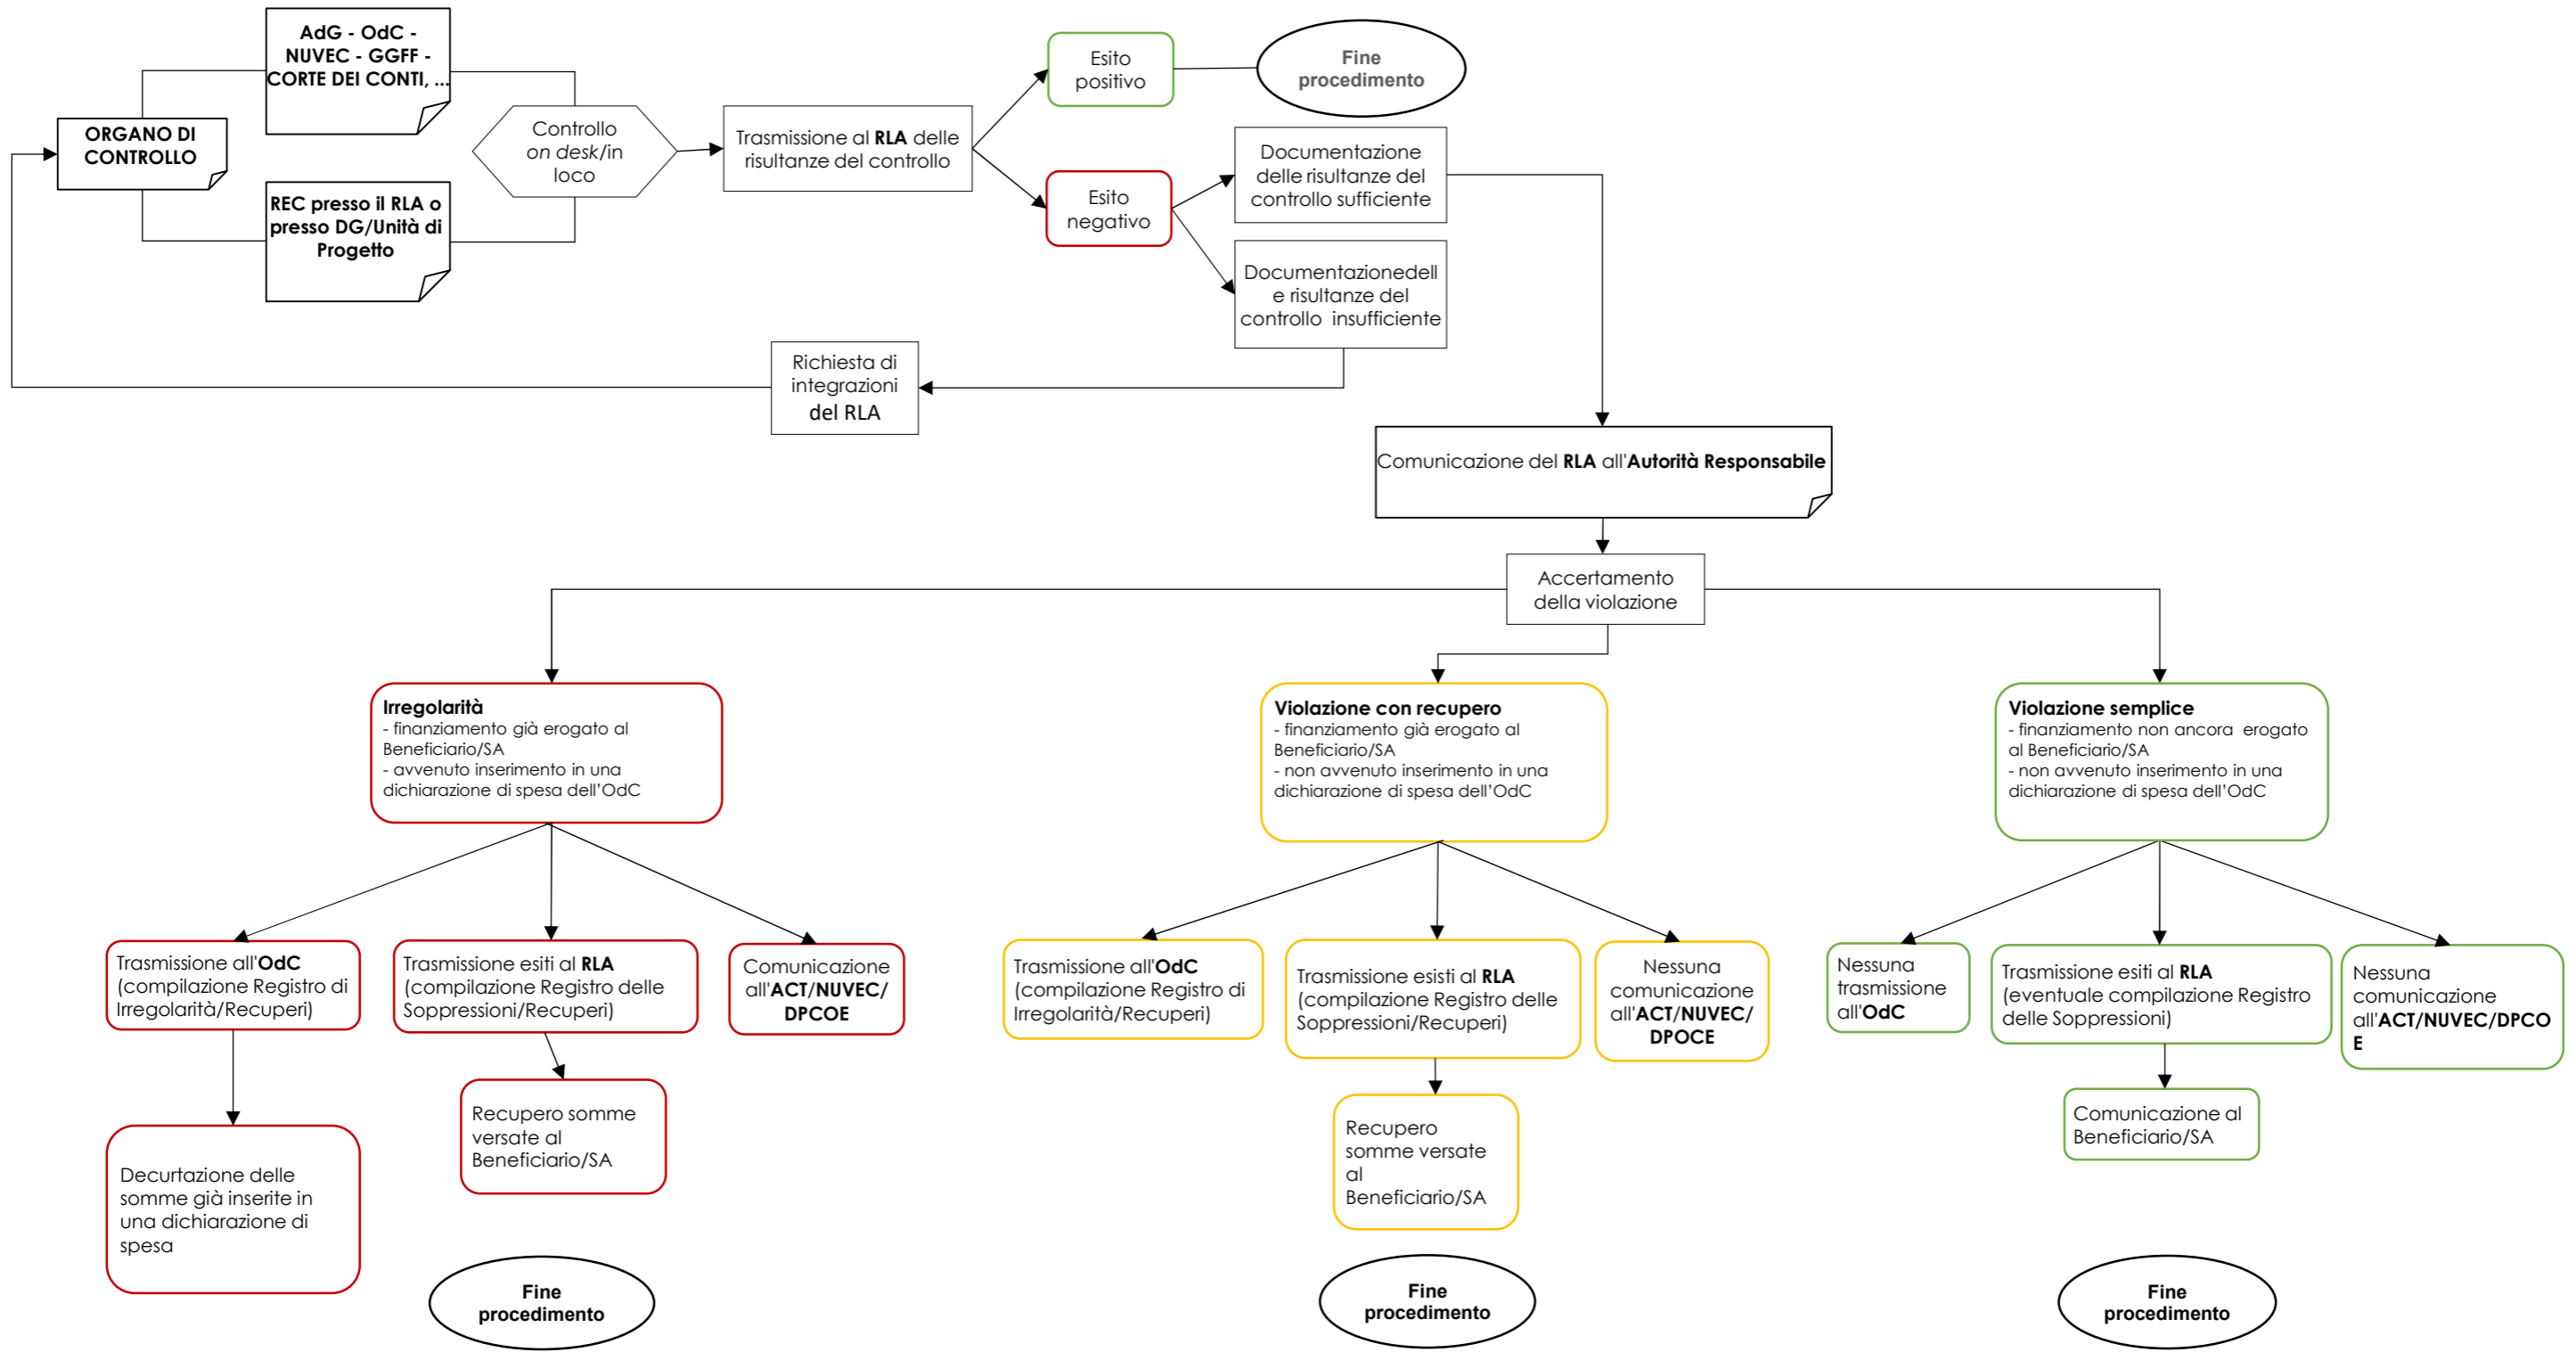 AdG - OdC -
NUVEC - GGFF -
CORTE DEI CONTI, ...
ORGANO DI
CONTROLLO
REC presso il RLA o
presso DG/Unità di
Progetto
Controllo
on desk/in
loco
Trasmissione al RLA delle
risultanze del controllo
Esito
positivo
Fine
procedimento
Esito
negativo
Documentazione
delle risultanze del
controllo sufficiente
Documentazionedell
e risultanze del
controllo insufficiente
Richiesta di
integrazioni
del RLA
Comunicazione del RLA all'Autorità Responsabile
Accertamento
della violazione
Irregolarità
- finanziamento già erogato al
Beneficiario/SA
- avvenuto inserimento in una
dichiarazione di spesa dell’OdC
Violazione con recupero
- finanziamento già erogato al
Beneficiario/SA
- non avvenuto inserimento in una
dichiarazione di spesa dell’OdC
Violazione semplice
- finanziamento non ancora erogato
al Beneficiario/SA
- non avvenuto inserimento in una
dichiarazione di spesa dell’OdC
Trasmissione all'OdC
(compilazione Registro di
Irregolarità/Recuperi)
Trasmissione esiti al RLA
(compilazione Registro delle
Soppressioni/Recuperi)
Comunicazione
all'ACT/NUVEC/
DPCOE
Trasmissione all'OdC
(compilazione Registro di
Irregolarità/Recuperi)
Trasmissione esisti al RLA
(compilazione Registro delle
Soppressioni/Recuperi)
Nessuna
comunicazione
all'ACT/NUVEC/
DPOCE
Nessuna
trasmissione
all'OdC
Trasmissione esiti al RLA
(eventuale compilazione Registro
delle Soppressioni)
Nessuna
comunicazione
all'ACT/NUVEC/DPCO
E
Decurtazione delle
somme già inserite in
una dichiarazione di
spesa
Recupero somme
versate al
Beneficiario/SA
Recupero
somme versate
al
Beneficiario/SA
Comunicazione al
Beneficiario/SA
Fine
procedimento
Fine
procedimento
Fine
procedimento